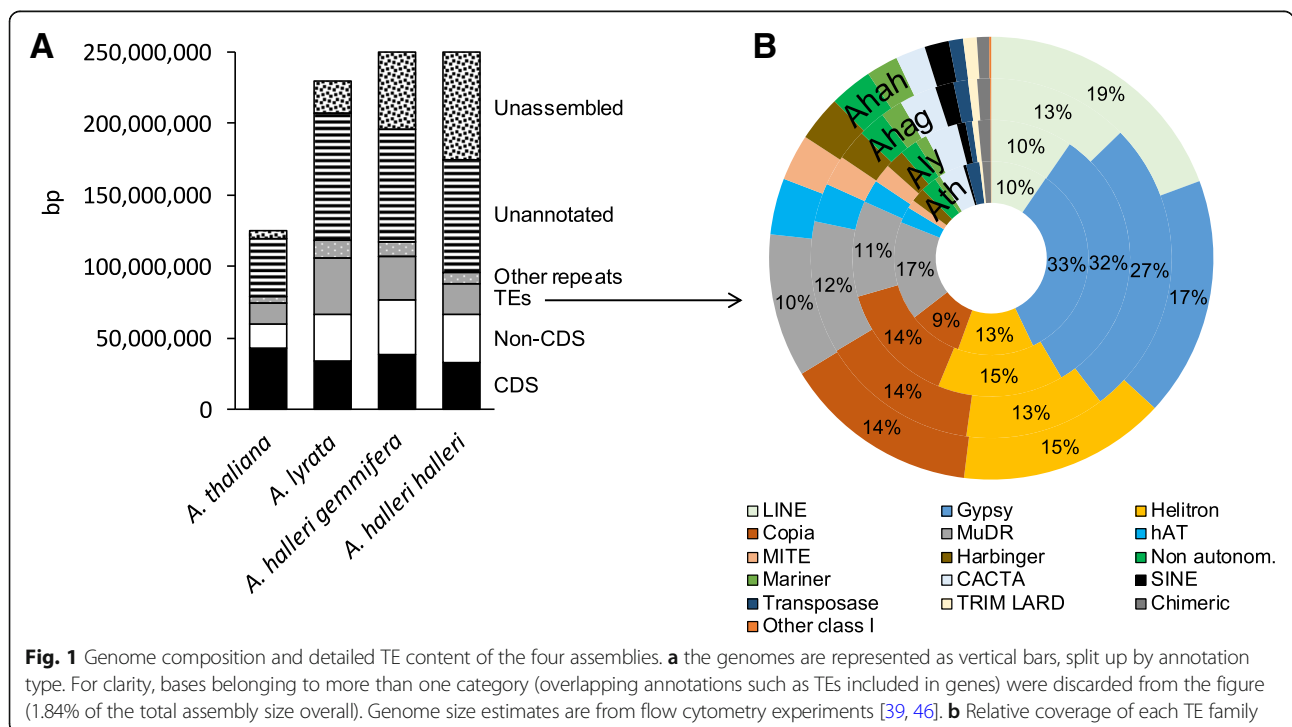 A
250,000,000
200,000,000
150,000,000
100,000,000
50,000,000
0
bp
Unassembled
Unannotated
Other repeats
TEs
Non-CDS
CDS
A. thaliana
A. lyrata
A. halleri gemmifera
A. halleri halleri
B
Ahah
Ahag
Aly
Ath
19%
13%
10%
10%
33%
32%
27%
17%
13%
15%
13%
15%
9%
14%
14%
14%
17%
11%
12%
10%
LINE Gypsy Helitron
Copia MuDR hAT
MITE Harbinger Non autonom.
Mariner CACTA SINE
Transposase TRIM LARD Chimeric
Other class I
Fig. 1 Genome composition and detailed TE content of the four assemblies. a the genomes are represented as vertical bars, split up by annotation
type. For clarity, bases belonging to more than one category (overlapping annotations such as TEs included in genes) were discarded from the figure
(1.84% of the total assembly size overall). Genome size estimates are from flow cytometry experiments [39, 46]. b Relative coverage of each TE family